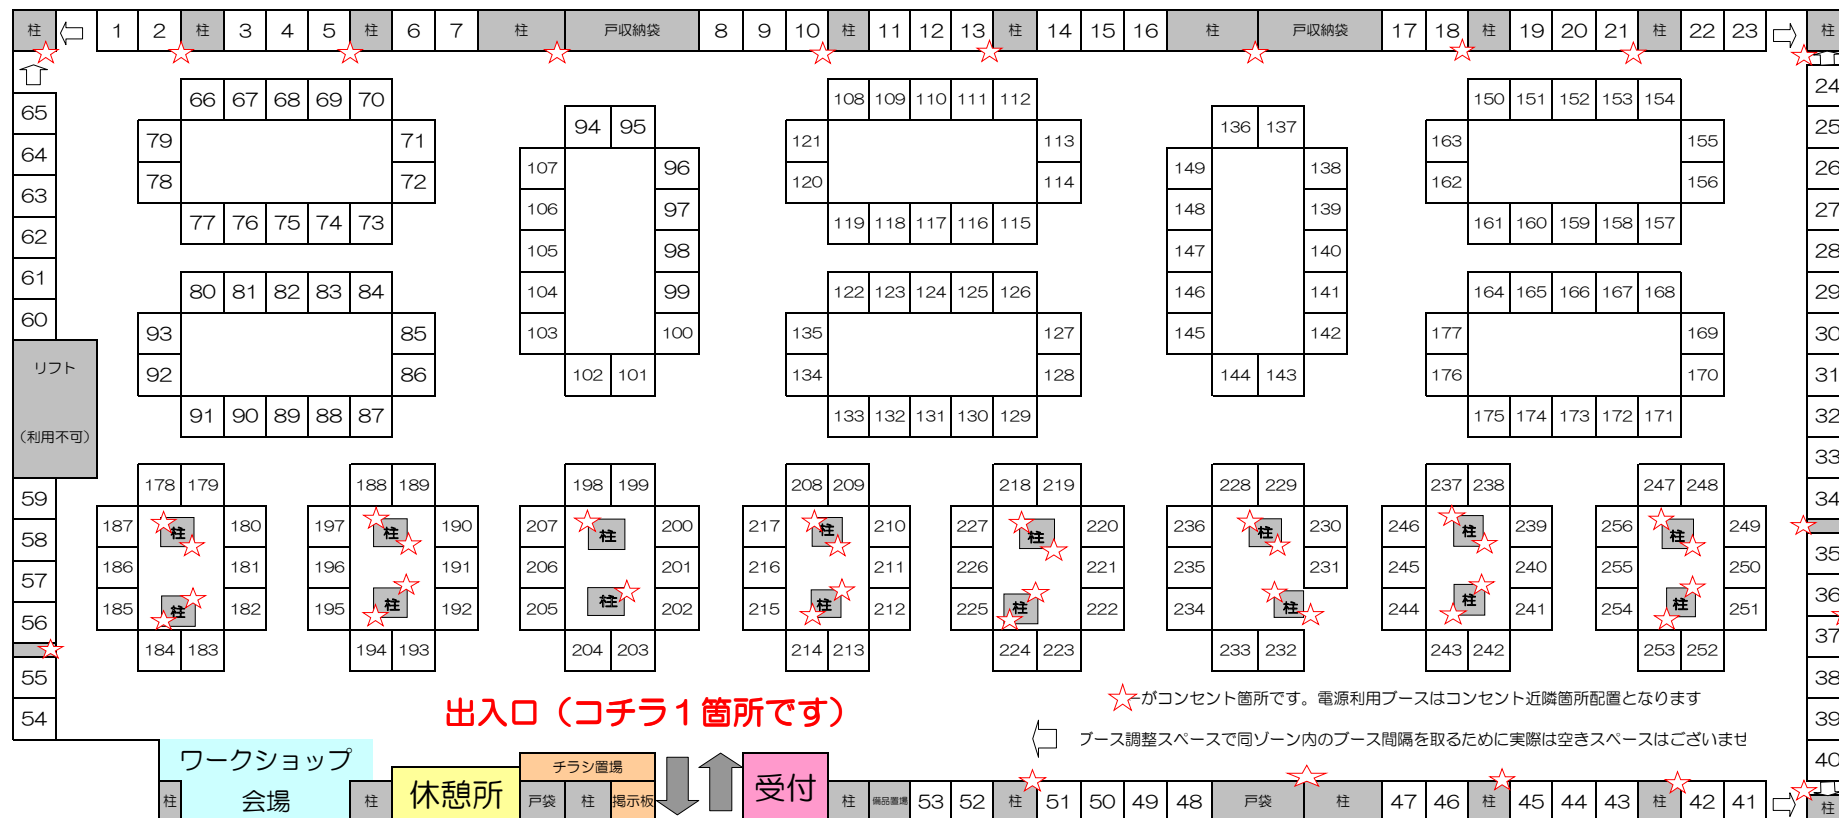 柱 1 2 柱 3 4 5 柱 6 7 柱 戸収納袋 8 9 10 柱 11 12 13 柱 14 15 16 柱 戸収納袋 17 18 柱 19 20 21 柱 22 23 柱
65 66 67 68 69 70 108 109 110 111 112 150 151 152 153 154 24
94 95 136 137
64 79 71 121 113 163 155 25
63 78 72 107 96 120 114 149 138 162 156 26
62 77 76 75 74 73 106 97 119 118 117 116 115 148 139 161 160 159 158 157 27
105 98 147 140 28
61 80 81 82 83 84 104 99 122 123 124 125 126 146 141 164 165 166 167 168 29
60 93 85 103 100 135 127 145 142 177 169 30
リフト 92 86 102 101 134 128 144 143 176 170 31
91 90 89 88 87 133 132 131 130 129 175 174 173 172 171 32
(利用不可)
33
59 178 179 188 189 198 199 208 209 218 219 228 229 237 238 247 248 34
58 187 柱 180 197 柱 190 207 柱 200 217 柱 210 227 柱 220 236 柱 230 246 柱 239 256 柱 249 35
57 186 181 196 191 206 201 216 211 226 221 235 231 245 240 255 250
56 185 柱 182 195 柱 192 205 柱 202 215 柱 212 225 柱 222 234 柱 244 柱 241 254 柱 251 36
184 183 194 193 204 203 214 213 224 223 233 232 243 242 253 252 37
55 38
54 出入口(コチラ1箇所です) がコンセント箇所です。電源利用ブースはコンセント近隣箇所配置となります 39
ブース調整スペースで同ゾーン内のブース間隔を取るために実際は空きスペースはございませ
40
ワークショップ
会場
チラシ置場
柱 柱 休憩所 戸袋 柱 掲示板 受付 柱 備品置場 53 52 柱 51 50 49 48 戸袋 柱 47 46 柱 45 44 43 柱 42 41 柱